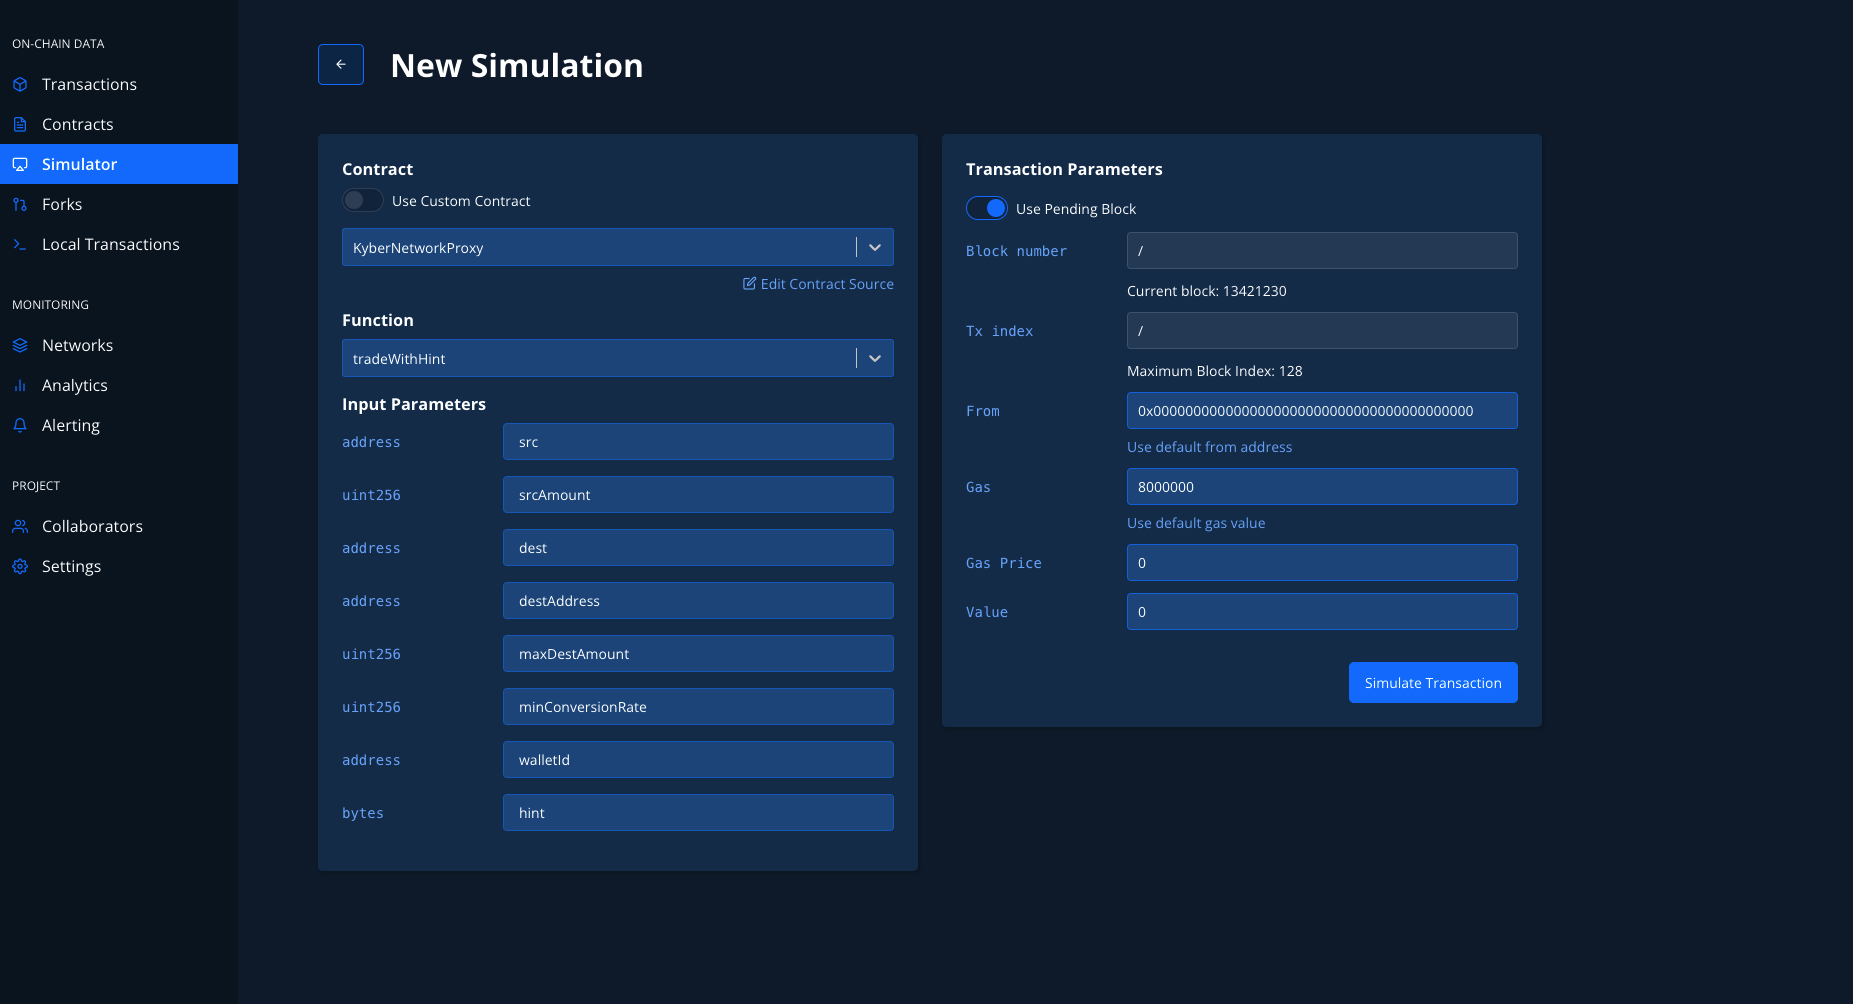 ON-CHAIN DATA
Transactions
Contracts
Simulator
Forks
Local Transactions
MONITORING
Networks
Analytics
Alerting
PROJECT
Collaborators
Settings
New Simulation
Contract
Use Custom Contract
KyberNetworkProxy
Edit Contract Source
Function
tradeWithHint
Input Parameters
address src
uint256 srcAmount
address dest
address destAddress
uint256 maxDestAmount
uint256 minConversionRate
address walletId
bytes hint
Transaction Parameters
Use Pending Block
Block number /
Current block: 13421230
Tx index /
Maximum Block Index: 128
From 0x0000000000000000000000000000000000000000
Use default from address
Gas 8000000
Use default gas value
Gas Price 0
Value 0
Simulate Transaction